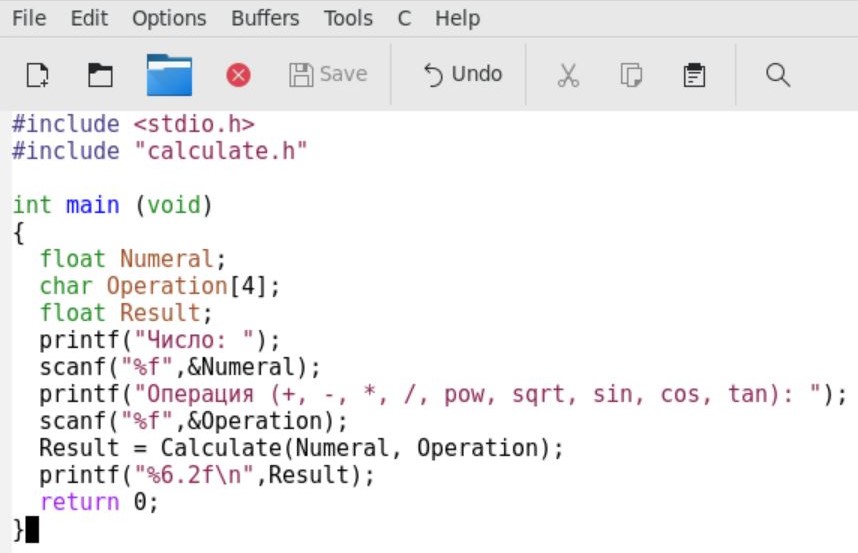 File Edit Options Buffers Tools C Help
Save Undo
#include <stdio.h>
#include "calculate.h"
int main (void)
{
  float Numeral;
  char Operation[4];
  float Result;
  printf("Число: ");
  scanf("%f",&Numeral);
  printf("Операция (+, -, *, /, pow, sqrt, sin, cos, tan): ");
  scanf("%f",&Operation);
  Result = Calculate(Numeral, Operation);
  printf("%6.2f\n",Result);
  return 0;
}